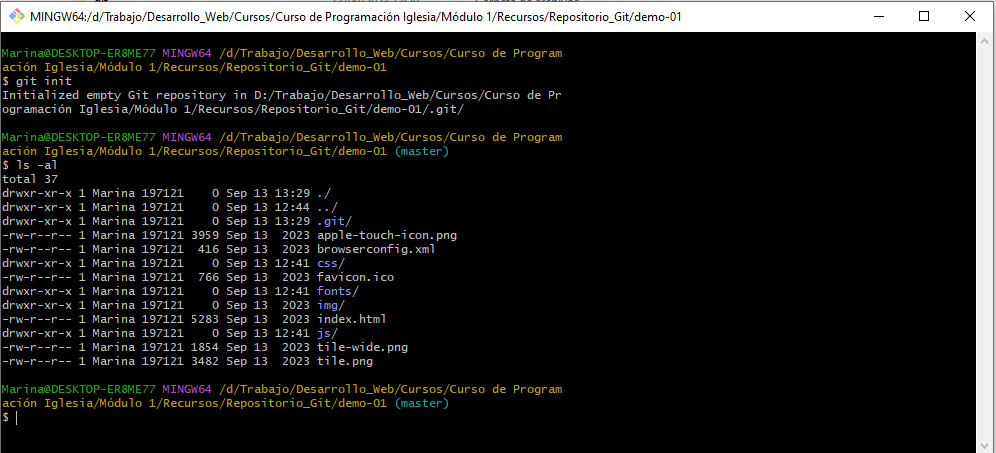 MINGW64:/d/Trabajo/Desarrollo_Web/Cursos/Curso de Programación Iglesia/Módulo 1/Recursos/Repositorio_Git/demo-01
Marina@DESKTOP-ER8ME77 MINGW64 /d/Trabajo/Desarrollo_Web/Cursos/Curso de Program
ación Iglesia/Módulo 1/Recursos/Repositorio_Git/demo-01
$ git init
Initialized empty Git repository in D:/Trabajo/Desarrollo_Web/Cursos/Curso de Pr
ogramación Iglesia/Módulo 1/Recursos/Repositorio_Git/demo-01/.git/
Marina@DESKTOP-ER8ME77 MINGW64 /d/Trabajo/Desarrollo_Web/Cursos/Curso de Program
ación Iglesia/Módulo 1/Recursos/Repositorio_Git/demo-01 (master)
$ ls -al
total 37
drwxr-xr-x 1 Marina 197121    0 Sep 13 13:29 ./
drwxr-xr-x 1 Marina 197121    0 Sep 13 12:44 ../
drwxr-xr-x 1 Marina 197121    0 Sep 13 13:29 .git/
-rw-r--r-- 1 Marina 197121 3959 Sep 13  2023 apple-touch-icon.png
-rw-r--r-- 1 Marina 197121  416 Sep 13  2023 browserconfig.xml
drwxr-xr-x 1 Marina 197121    0 Sep 13 12:41 css/
-rw-r--r-- 1 Marina 197121  766 Sep 13  2023 favicon.ico
drwxr-xr-x 1 Marina 197121    0 Sep 13 12:41 fonts/
drwxr-xr-x 1 Marina 197121    0 Sep 13 12:41 img/
-rw-r--r-- 1 Marina 197121 5283 Sep 13  2023 index.html
drwxr-xr-x 1 Marina 197121    0 Sep 13 12:41 js/
-rw-r--r-- 1 Marina 197121 1854 Sep 13  2023 tile-wide.png
-rw-r--r-- 1 Marina 197121 3482 Sep 13  2023 tile.png
Marina@DESKTOP-ER8ME77 MINGW64 /d/Trabajo/Desarrollo_Web/Cursos/Curso de Program
ación Iglesia/Módulo 1/Recursos/Repositorio_Git/demo-01 (master)
$